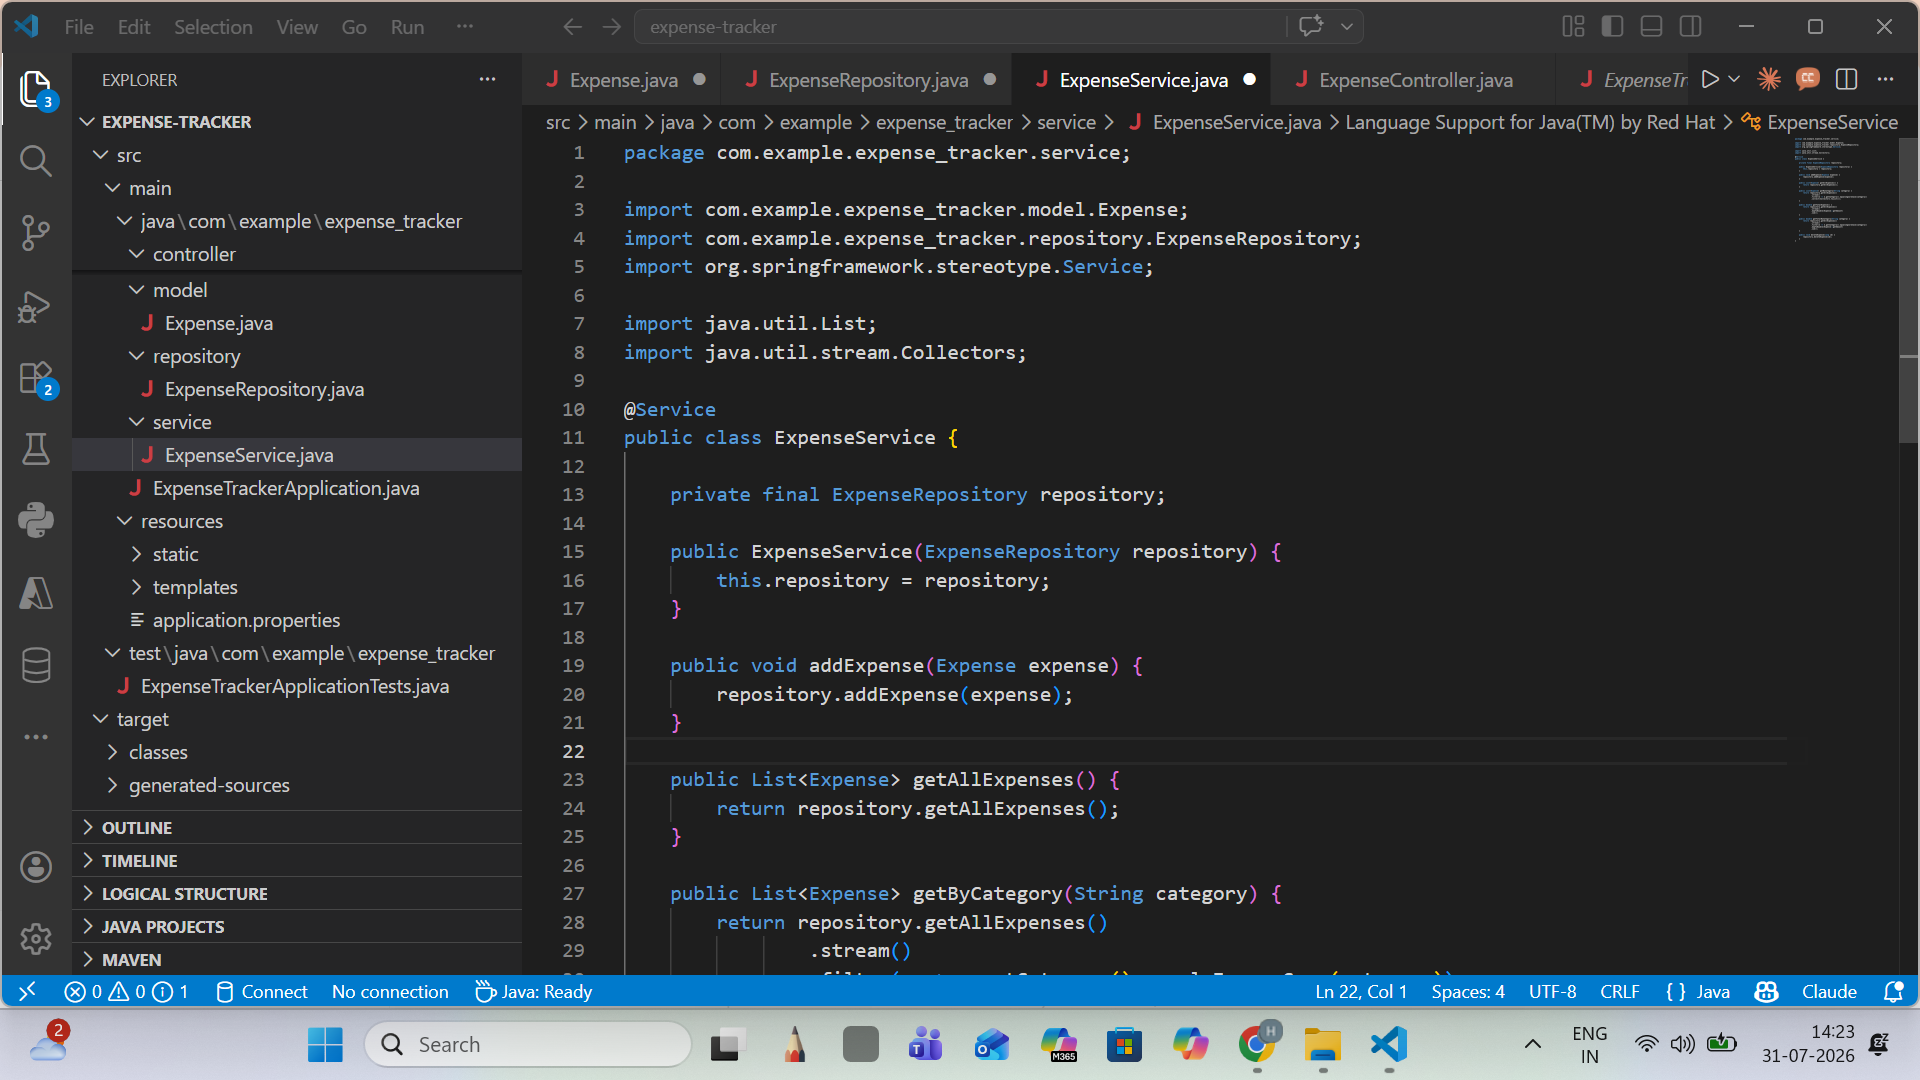 File Edit Selection View Go Run ···
expense-tracker
3
2
EXPLORER
EXPENSE-TRACKER
src
main
java\com\example\expense_tracker
controller
model
J Expense.java
repository
J ExpenseRepository.java
service
J ExpenseService.java
J ExpenseTrackerApplication.java
resources
static
templates
application.properties
test\java\com\example\expense_tracker
J ExpenseTrackerApplicationTests.java
target
classes
generated-sources
OUTLINE
TIMELINE
LOGICAL STRUCTURE
JAVA PROJECTS
MAVEN
J Expense.java J ExpenseRepository.java J ExpenseService.java J ExpenseController.java J ExpenseTr CC
src > main > java > com > example > expense_tracker > service > J ExpenseService.java > Language Support for Java(TM) by Red Hat > ExpenseService
1 package com.example.expense_tracker.service;
2
3 import com.example.expense_tracker.model.Expense;
4 import com.example.expense_tracker.repository.ExpenseRepository;
5 import org.springframework.stereotype.Service;
6
7 import java.util.List;
8 import java.util.stream.Collectors;
9
10 @Service
11 public class ExpenseService {
12
13 private final ExpenseRepository repository;
14
15 public ExpenseService(ExpenseRepository repository) {
16 this.repository = repository;
17 }
18
19 public void addExpense(Expense expense) {
20 repository.addExpense(expense);
21 }
22
23 public List<Expense> getAllExpenses() {
24 return repository.getAllExpenses();
25 }
26
27 public List<Expense> getByCategory(String category) {
28 return repository.getAllExpenses()
29 .stream()
0 0 1 Connect No connection Java: Ready Ln 22, Col 1 Spaces: 4 UTF-8 CRLF { } Java Claude
2 Search T O M365 H ENG IN 14:23
31-07-2026